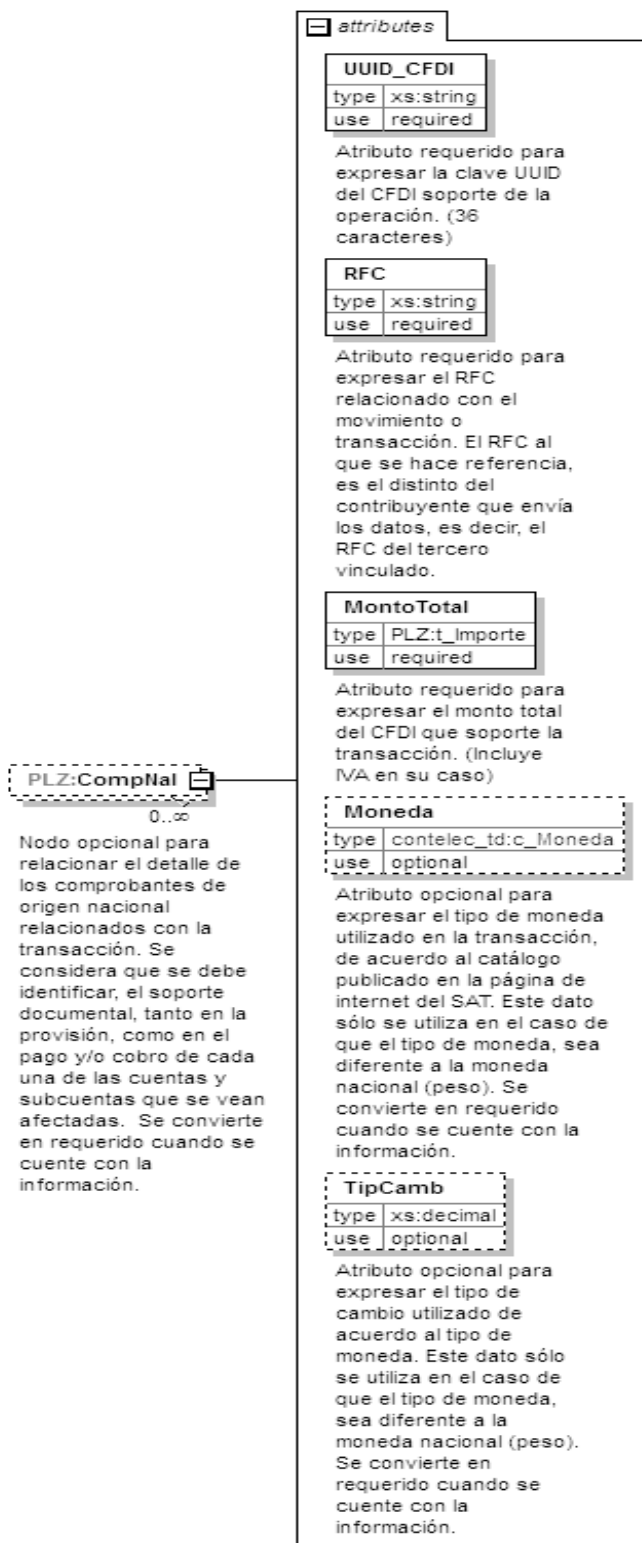 attributes
UUID_CFDI
type xs:string
use required
Atributo requerido para
expresar la clave UUID
del CFDI soporte de la
operación. (36
caracteres)
RFC
type xs:string
use required
Atributo requerido para
expresar el RFC
relacionado con el
movimiento o
transacción. El RFC al
que se hace referencia,
es el distinto del
contribuyente que envía
los datos, es decir, el
RFC del tercero
vinculado.
MontoTotal
type PLZ:t_Importe
use required
Atributo requerido para
expresar el monto total
del CFDI que soporte la
transacción. (Incluye
IVA en su caso)
PLZ:CompNal
0..∞
Nodo opcional para
relacionar el detalle de
los comprobantes de
origen nacional
relacionados con la
transacción. Se
considera que se debe
identificar, el soporte
documental, tanto en la
provisión, como en el
pago y/o cobro de cada
una de las cuentas y
subcuentas que se vean
afectadas. Se convierte
en requerido cuando se
cuente con la
información.
Moneda
type contelec_td:c_Moneda
use optional
Atributo opcional para
expresar el tipo de moneda
utilizado en la transacción,
de acuerdo al catálogo
publicado en la página de
internet del SAT. Este dato
sólo se utiliza en el caso de
que el tipo de moneda, sea
diferente a la moneda
nacional (peso). Se
convierte en requerido
cuando se cuente con la
información.
TipCamb
type xs:decimal
use optional
Atributo opcional para
expresar el tipo de
cambio utilizado de
acuerdo al tipo de
moneda. Este dato sólo
se utiliza en el caso de
que el tipo de moneda,
sea diferente a la
moneda nacional (peso).
Se convierte en
requerido cuando se
cuente con la
información.